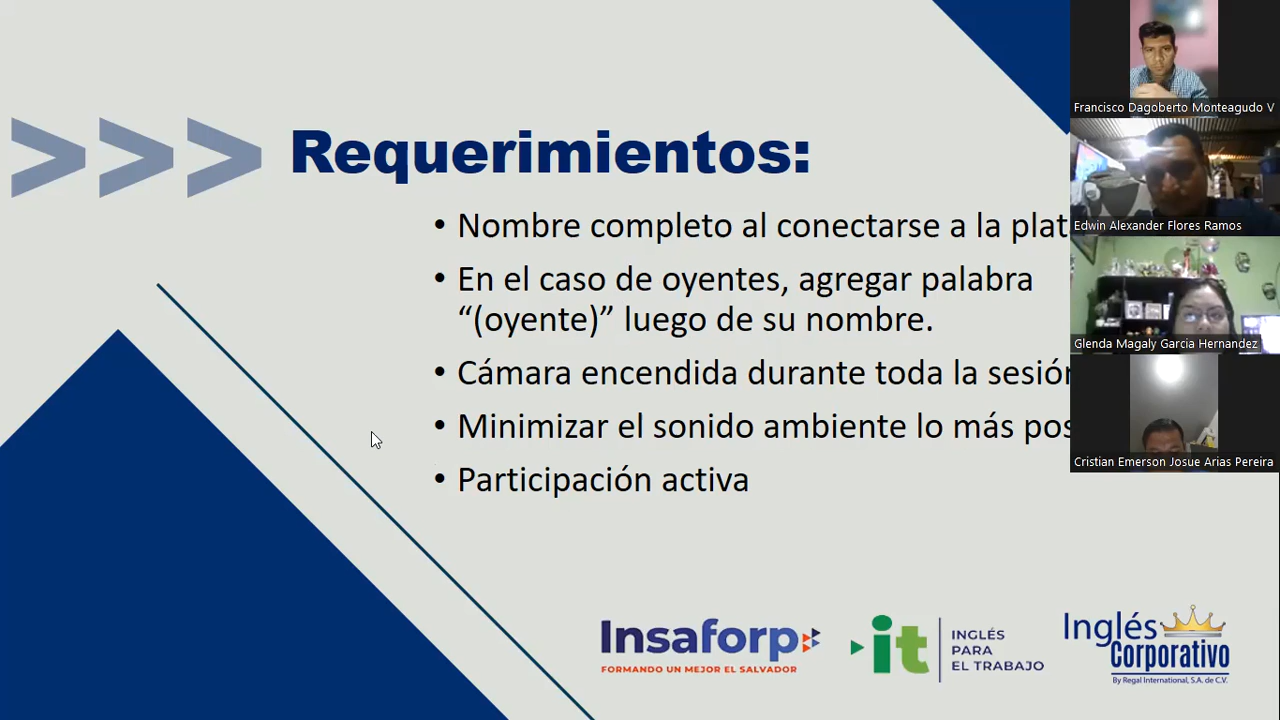 >>> Requerimientos:
• Nombre completo al conectarse a la plat
• En el caso de oyentes, agregar palabra
“(oyente)” luego de su nombre.
• Cámara encendida durante toda la sesión
• Minimizar el sonido ambiente lo más pos
• Participación activa
Francisco Dagoberto Monteagudo V
Edwin Alexander Flores Ramos
Glenda Magaly Garcia Hernandez
Cristian Emerson Josue Arias Pereira
Insaforp
FORMANDO UN MEJOR EL SALVADOR
it
INGLÉS
PARA
EL TRABAJO
Inglés
Corporativo
By Regal International, S.A. de C.V.